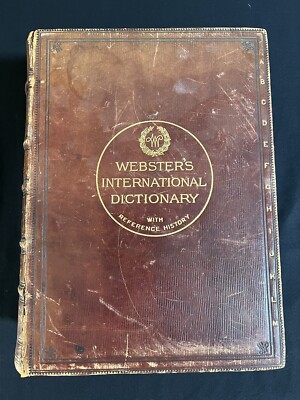 WEBSTER'S
INTERNATIONAL
DICTIONARY
WITH
REFERENCE HISTORY
A
B
C
D
E
F
G
H
I
J
K
L
M